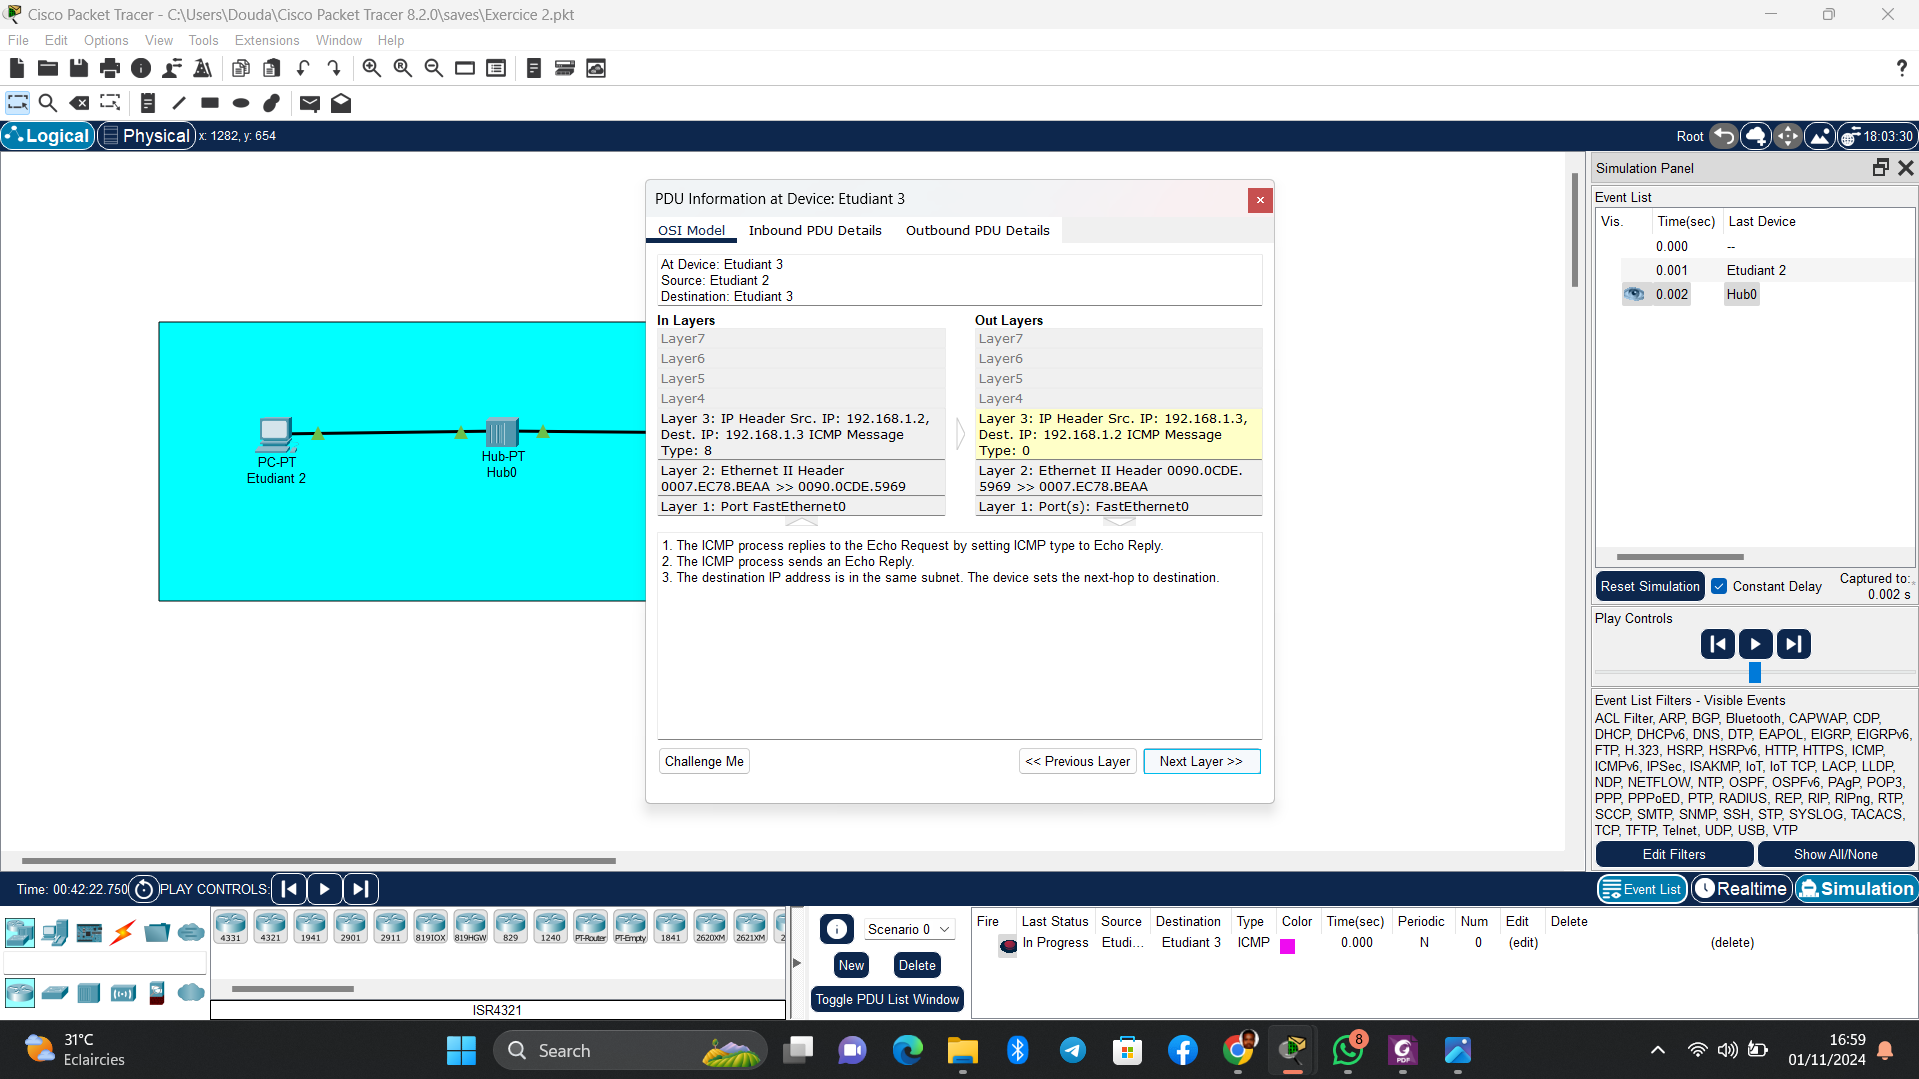 Cisco Packet Tracer - C:\Users\Douda\Cisco Packet Tracer 8.2.0\saves\Exercice 2.pkt
File Edit Options View Tools Extensions Window Help
?
Logical Physical x: 1282, y: 654
Root 18:03:30
PC-PT
Etudiant 2
Hub-PT
Hub0
PDU Information at Device: Etudiant 3
OSI Model Inbound PDU Details Outbound PDU Details
At Device: Etudiant 3
Source: Etudiant 2
Destination: Etudiant 3
In Layers
Layer7
Layer6
Layer5
Layer4
Layer 3: IP Header Src. IP: 192.168.1.2,
Dest. IP: 192.168.1.3 ICMP Message
Type: 8
Layer 2: Ethernet II Header
0007.EC78.BEAA >> 0090.0CDE.5969
Layer 1: Port FastEthernet0
Out Layers
Layer7
Layer6
Layer5
Layer4
Layer 3: IP Header Src. IP: 192.168.1.3,
Dest. IP: 192.168.1.2 ICMP Message
Type: 0
Layer 2: Ethernet II Header 0090.0CDE.
5969 >> 0007.EC78.BEAA
Layer 1: Port(s): FastEthernet0
1. The ICMP process replies to the Echo Request by setting ICMP type to Echo Reply.
2. The ICMP process sends an Echo Reply.
3. The destination IP address is in the same subnet. The device sets the next-hop to destination.
Challenge Me << Previous Layer Next Layer >>
Simulation Panel
Event List
Vis. Time(sec) Last Device
0.000 --
0.001 Etudiant 2
0.002 Hub0
Reset Simulation Constant Delay Captured to:
0.002 s
Play Controls
Event List Filters - Visible Events
ACL Filter, ARP, BGP, Bluetooth, CAPWAP, CDP,
DHCP, DHCPv6, DNS, DTP, EAPOL, EIGRP, EIGRPv6,
FTP, H.323, HSRP, HSRPv6, HTTP, HTTPS, ICMP,
ICMPv6, IPSec, ISAKMP, IoT, IoT TCP, LACP, LLDP,
NDP, NETFLOW, NTP, OSPF, OSPFv6, PAgP, POP3,
PPP, PPPoED, PTP, RADIUS, REP, RIP, RIPng, RTP,
SCCP, SMTP, SNMP, SSH, STP, SYSLOG, TACACS,
TCP, TFTP, Telnet, UDP, USB, VTP
Edit Filters Show All/None
Time: 00:42:22.750 PLAY CONTROLS:
Event List Realtime Simulation
4331 4321 1941 2901 2911 819IOX 819HGW 829 1240 PT-Router PT-Empty 1841 2620XM 2621XM 2
ISR4321
Scenario 0
New Delete
Toggle PDU List Window
Fire Last Status Source Destination Type Color Time(sec) Periodic Num Edit Delete
In Progress Etudi... Etudiant 3 ICMP 0.000 N 0 (edit) (delete)
31°C
Eclaircies
Search
8
PDF
16:59
01/11/2024